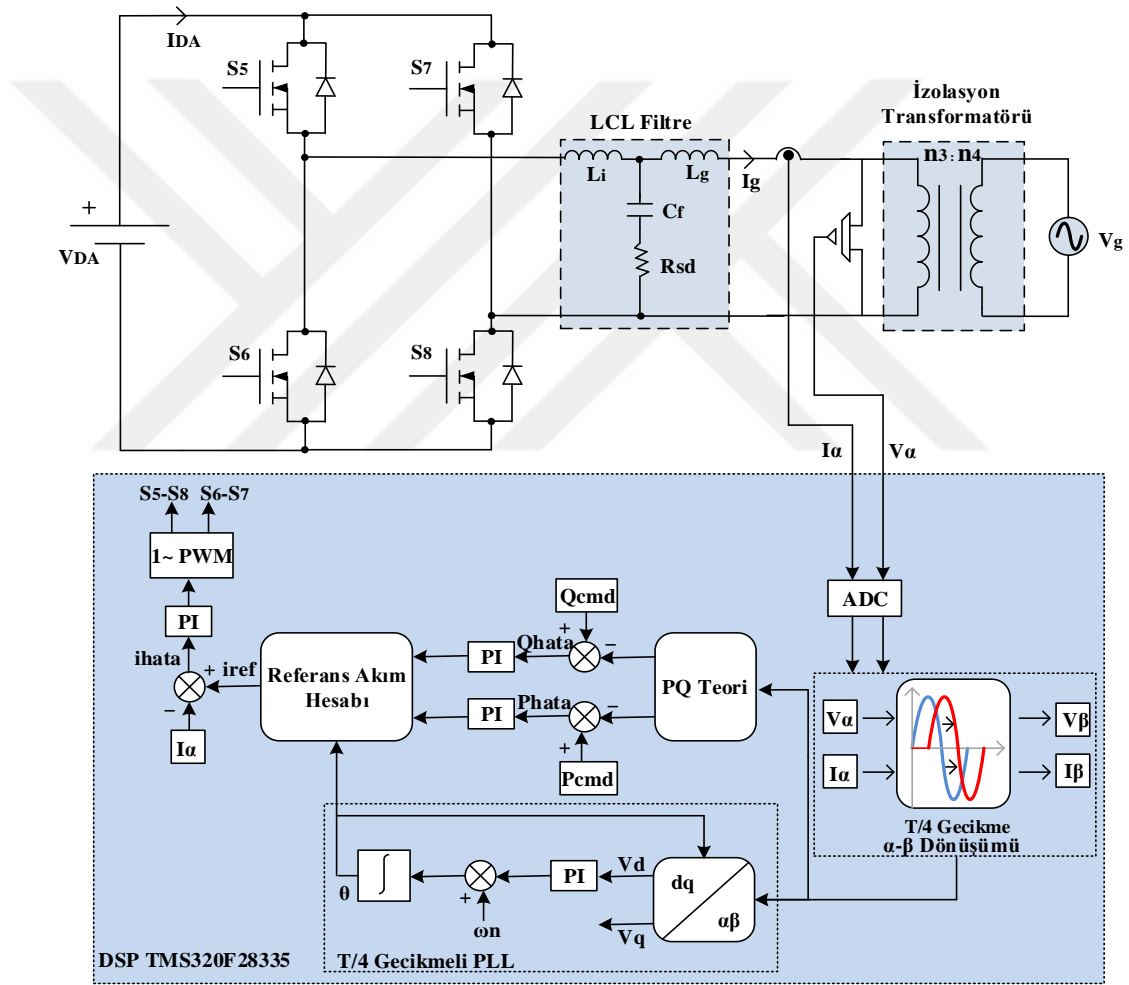 IDA
S5
S7
+
VDA
S6
S8
LCL Filtre
Li
Lg
Cf
Rsd
Ig
İzolasyon
Transformatörü
n3 : n4
Vg
Iα
Vα
S5-S8
S6-S7
1~ PWM
PI
ihata
+
iref
−
Iα
Referans Akım
Hesabı
PI
Qhata
Qcmd
+
−
PI
Phata
−
+
Pcmd
PQ Teori
ADC
Vα
Iα
Vβ
Iβ
T/4 Gecikme
α-β Dönüşümü
θ
∫
+
ωn
PI
Vd
Vq
dq
αβ
T/4 Gecikmeli PLL
DSP TMS320F28335